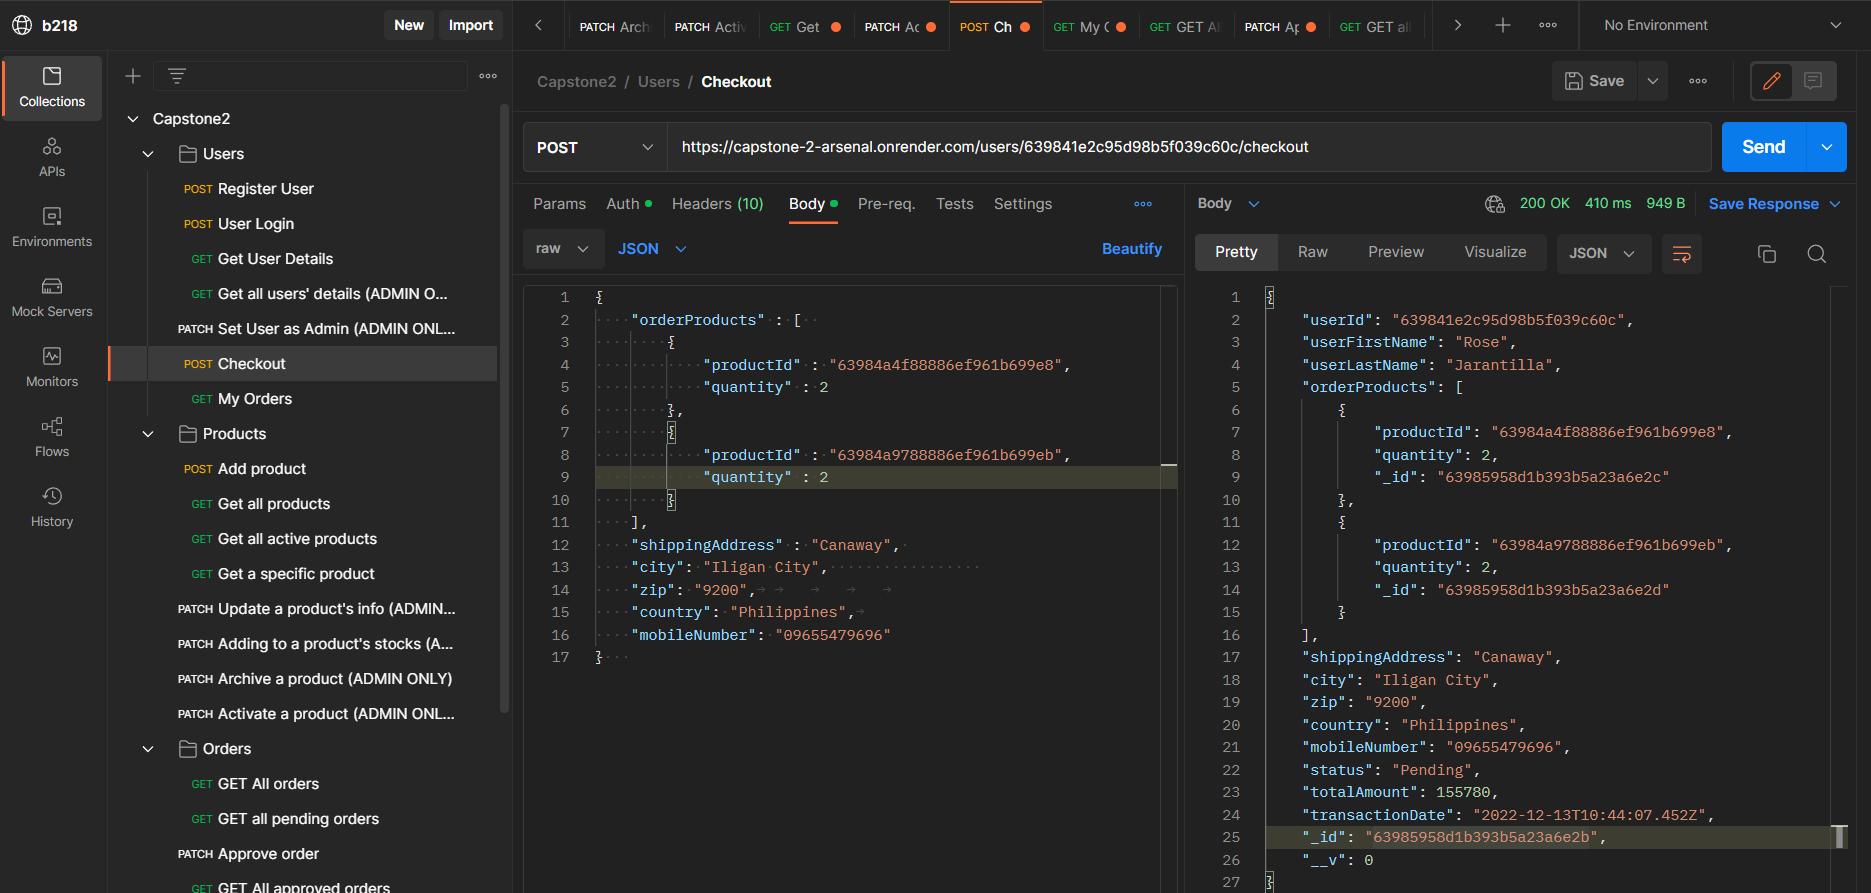 b218
New
Import
PATCH Arch
PATCH Activ
GET Get
PATCH Ac
POST Ch
GET My
GET GET Al
PATCH Ap
GET GET all
No Environment
Collections
APIs
Environments
Mock Servers
Monitors
Flows
History
Capstone2
Users
POST Register User
POST User Login
GET Get User Details
GET Get all users' details (ADMIN O...
PATCH Set User as Admin (ADMIN ONL...
POST Checkout
GET My Orders
Products
POST Add product
GET Get all products
GET Get all active products
GET Get a specific product
PATCH Update a product's info (ADMIN...
PATCH Adding to a product's stocks (A...
PATCH Archive a product (ADMIN ONLY)
PATCH Activate a product (ADMIN ONL...
Orders
GET GET All orders
GET GET all pending orders
PATCH Approve order
GET GET All approved orders
Capstone2 / Users / Checkout
Save
POST
https://capstone-2-arsenal.onrender.com/users/639841e2c95d98b5f039c60c/checkout
Send
Params Auth Headers (10) Body Pre-req. Tests Settings
raw JSON Beautify
1 {
2 "orderProducts" : [
3 {
4 "productId" : "63984a4f88886ef961b699e8",
5 "quantity" : 2
6 },
7 {
8 "productId" : "63984a9788886ef961b699eb",
9 "quantity" : 2
10 }
11 ],
12 "shippingAddress" : "Canaway",
13 "city": "Iligan City",
14 "zip": "9200",
15 "country": "Philippines",
16 "mobileNumber": "09655479696"
17 }
Body 200 OK 410 ms 949 B Save Response
Pretty Raw Preview Visualize JSON
1 {
2 "userId": "639841e2c95d98b5f039c60c",
3 "userFirstName": "Rose",
4 "userLastName": "Jarantilla",
5 "orderProducts": [
6 {
7 "productId": "63984a4f88886ef961b699e8",
8 "quantity": 2,
9 "_id": "63985958d1b393b5a23a6e2c"
10 },
11 {
12 "productId": "63984a9788886ef961b699eb",
13 "quantity": 2,
14 "_id": "63985958d1b393b5a23a6e2d"
15 }
16 ],
17 "shippingAddress": "Canaway",
18 "city": "Iligan City",
19 "zip": "9200",
20 "country": "Philippines",
21 "mobileNumber": "09655479696",
22 "status": "Pending",
23 "totalAmount": 155780,
24 "transactionDate": "2022-12-13T10:44:07.452Z",
25 "_id": "63985958d1b393b5a23a6e2b",
26 "__v": 0
27 }